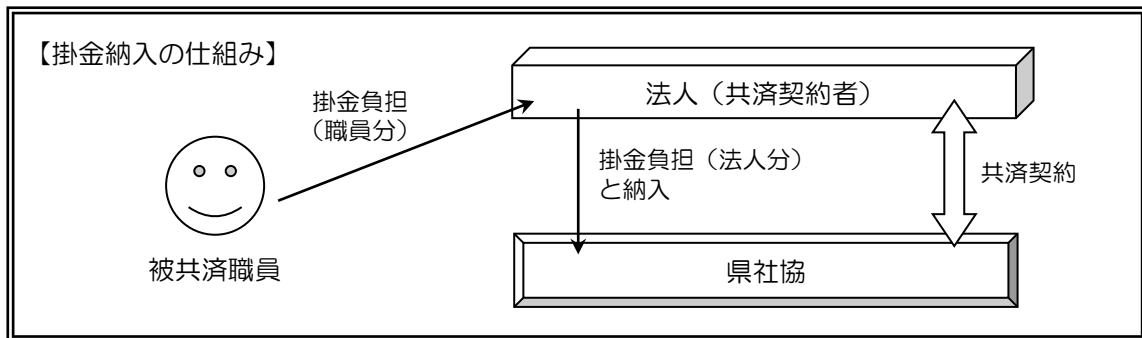 【掛金納入の仕組み】
法人（共済契約者）
掛金負担
（職員分）
掛金負担（法人分）
と納入
共済契約
被共済職員
県社協